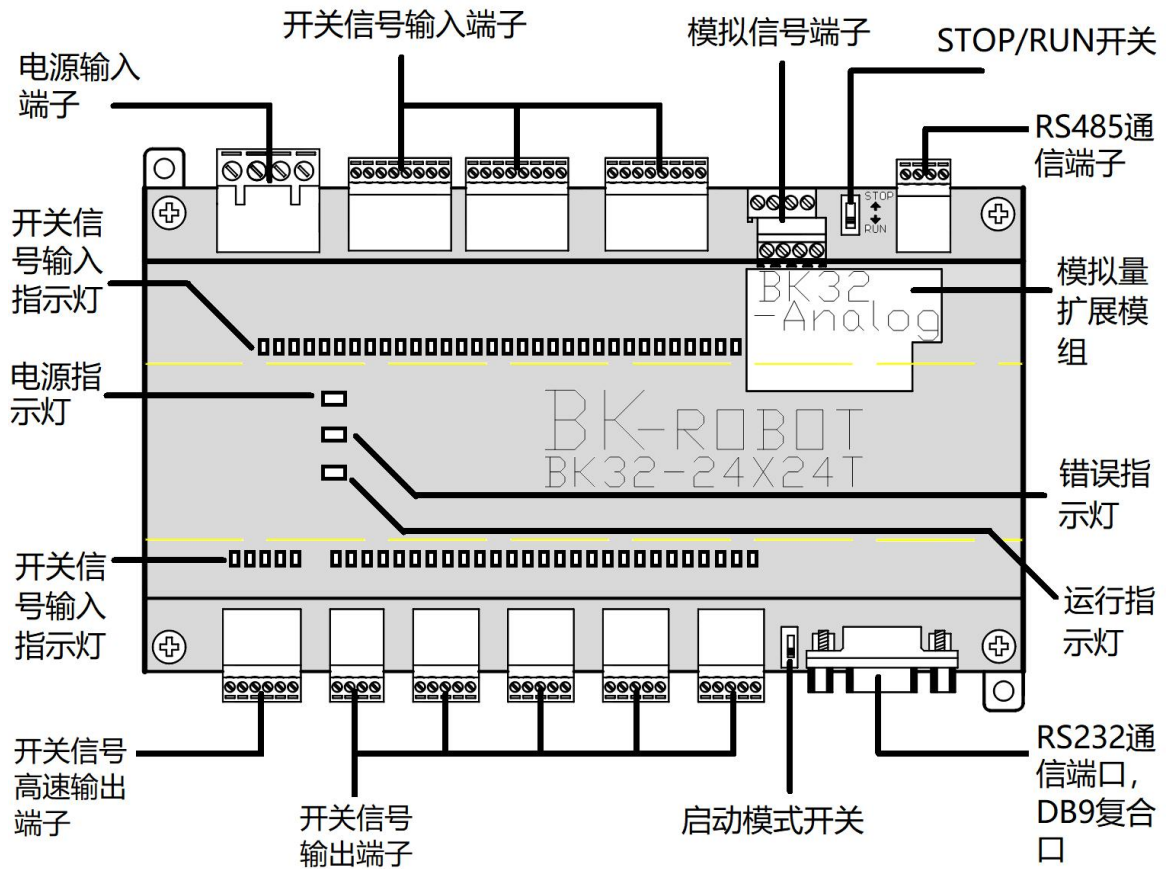 开关信号输入端子
模拟信号端子
STOP/RUN开关
电源输入
端子
RS485通
信端子
STOP
RUN
开关信
号输入
指示灯
模拟量
扩展模
组
BK32
-Analog
电源指
示灯
BK-ROBOT
BK32-24X24T
错误指
示灯
开关信
号输入
指示灯
运行指
示灯
开关信号
高速输出
端子
开关信号
输出端子
启动模式开关
RS232通
信端口，
DB9复合
口